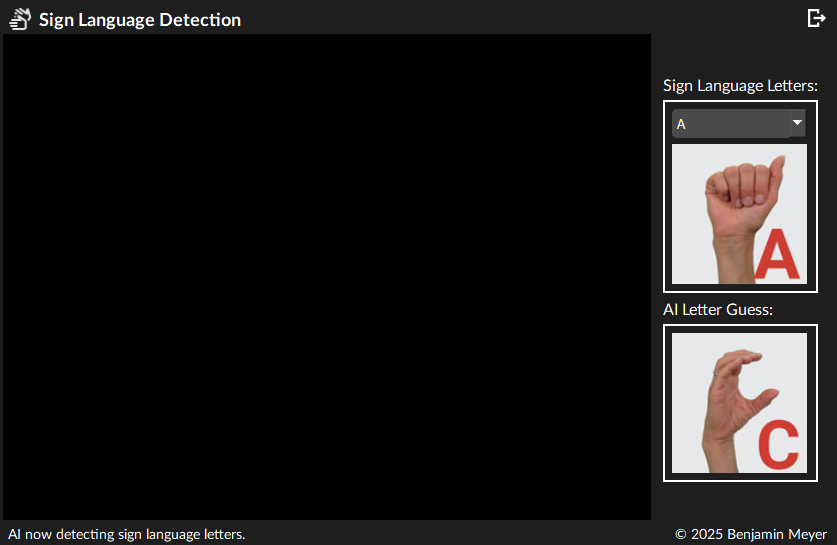 Sign Language Detection
Sign Language Letters:
A
A
AI Letter Guess:
C
AI now detecting sign language letters.
© 2025 Benjamin Meyer